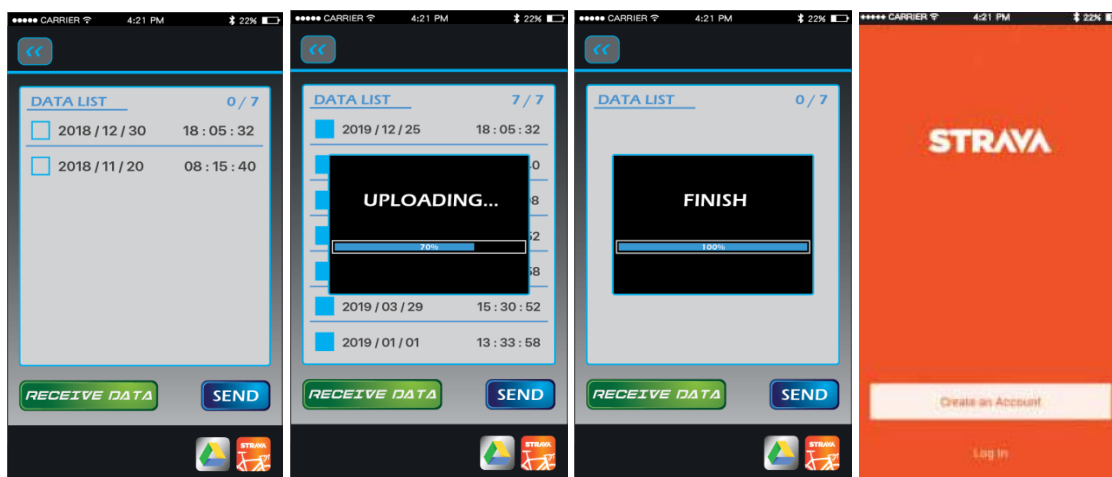 CARRIER 4:21 PM 22%
DATA LIST 0 / 7
2018 / 12 / 30 18 : 05 : 32
2018 / 11 / 20 08 : 15 : 40
RECEIVE DATA SEND
STRAVA
CARRIER 4:21 PM 22%
DATA LIST 7 / 7
2019 / 12 / 25 18 : 05 : 32
0
8
UPLOADING...
52
70%
58
2019 / 03 / 29 15 : 30 : 52
2019 / 01 / 01 13 : 33 : 58
RECEIVE DATA SEND
STRAVA
CARRIER 4:21 PM 22%
DATA LIST 0 / 7
FINISH
100%
RECEIVE DATA SEND
STRAVA
CARRIER 4:21 PM 22%
STRAVA
Create an Account
Log In